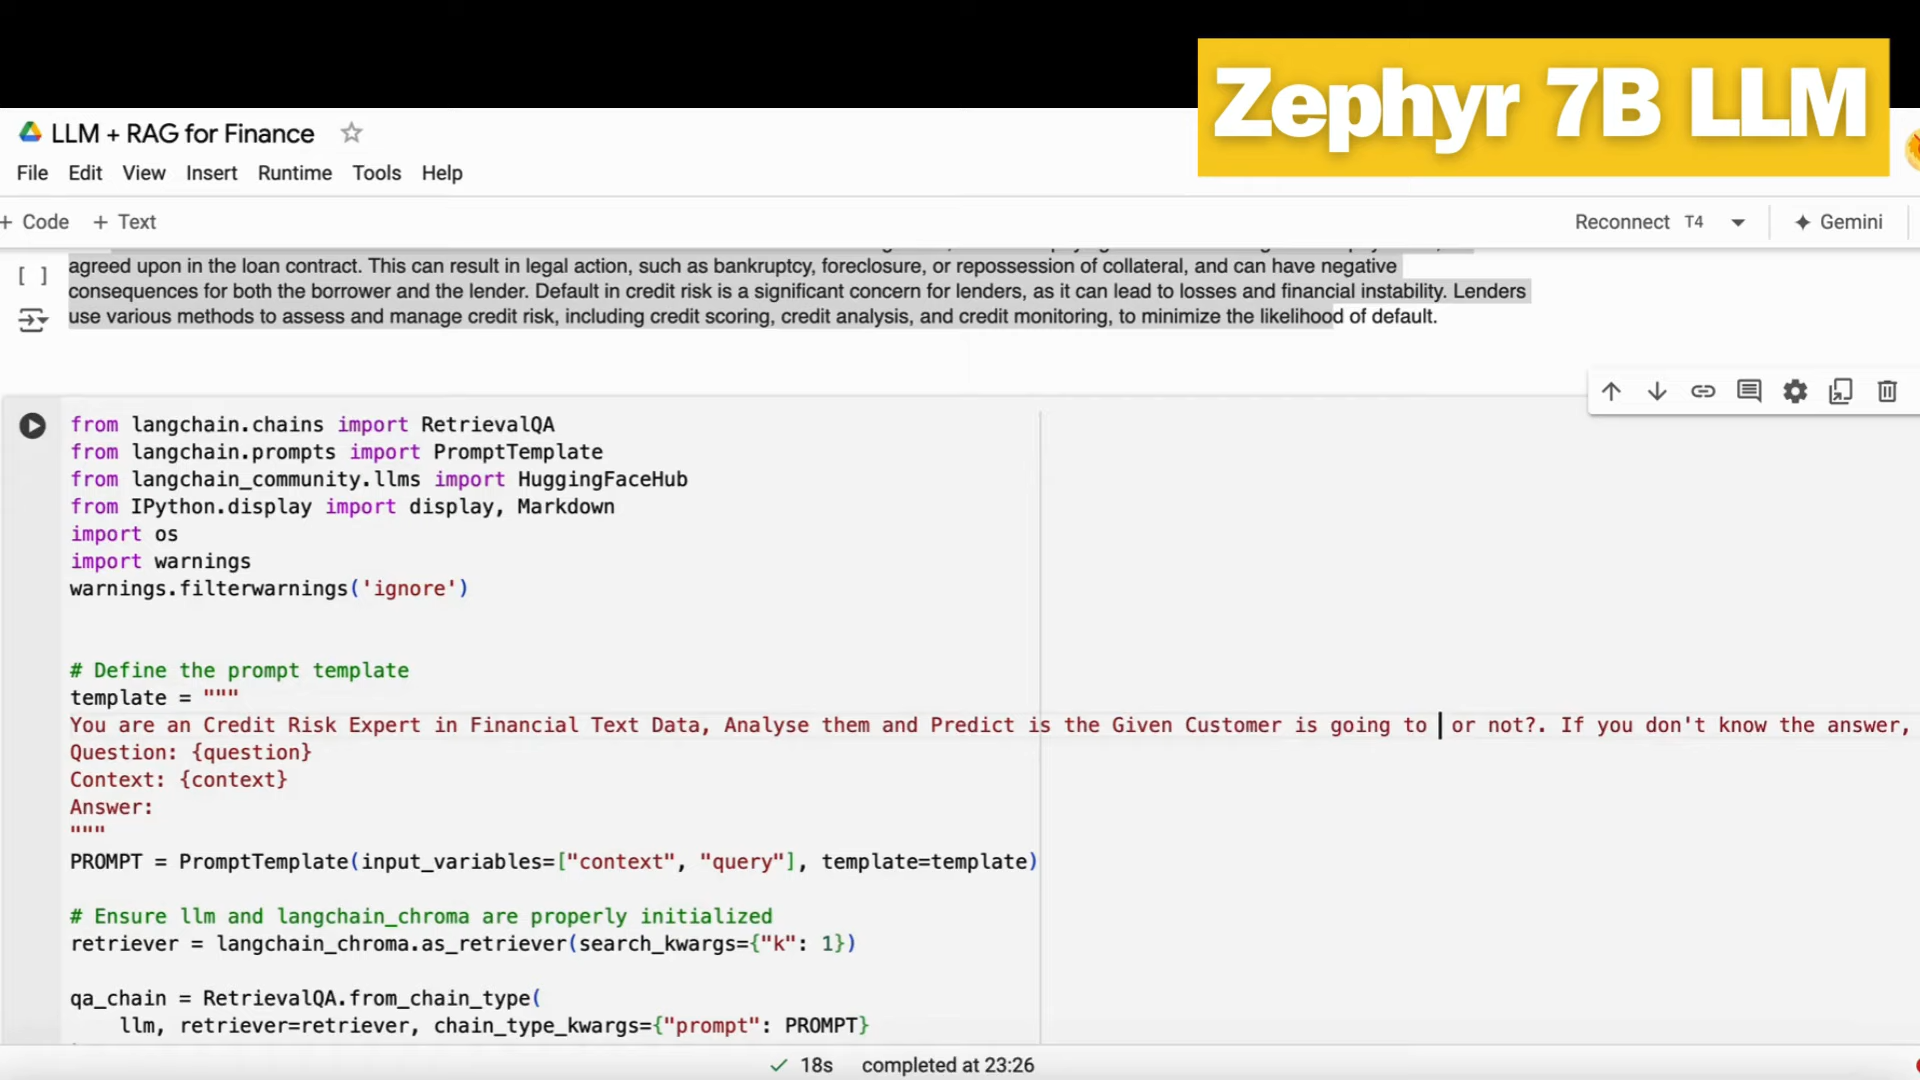 Zephyr 7B LLM
LLM + RAG for Finance
File Edit View Insert Runtime Tools Help
+ Code + Text
Reconnect T4 Gemini
[ ] agreed upon in the loan contract. This can result in legal action, such as bankruptcy, foreclosure, or repossession of collateral, and can have negative
consequences for both the borrower and the lender. Default in credit risk is a significant concern for lenders, as it can lead to losses and financial instability. Lenders
use various methods to assess and manage credit risk, including credit scoring, credit analysis, and credit monitoring, to minimize the likelihood of default.
from langchain.chains import RetrievalQA
from langchain.prompts import PromptTemplate
from langchain_community.llms import HuggingFaceHub
from IPython.display import display, Markdown
import os
import warnings
warnings.filterwarnings('ignore')
# Define the prompt template
template = """
You are an Credit Risk Expert in Financial Text Data, Analyse them and Predict is the Given Customer is going to or not?. If you don't know the answer,
Question: {question}
Context: {context}
Answer:
"""
PROMPT = PromptTemplate(input_variables=["context", "query"], template=template)
# Ensure llm and langchain_chroma are properly initialized
retriever = langchain_chroma.as_retriever(search_kwargs={"k": 1})
qa_chain = RetrievalQA.from_chain_type(
llm, retriever=retriever, chain_type_kwargs={"prompt": PROMPT}
18s completed at 23:26